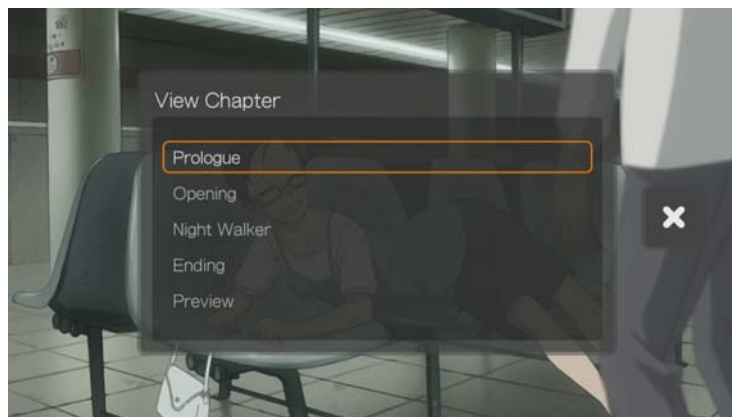 View Chapter
Prologue
Opening
Night Walker
Ending
Preview